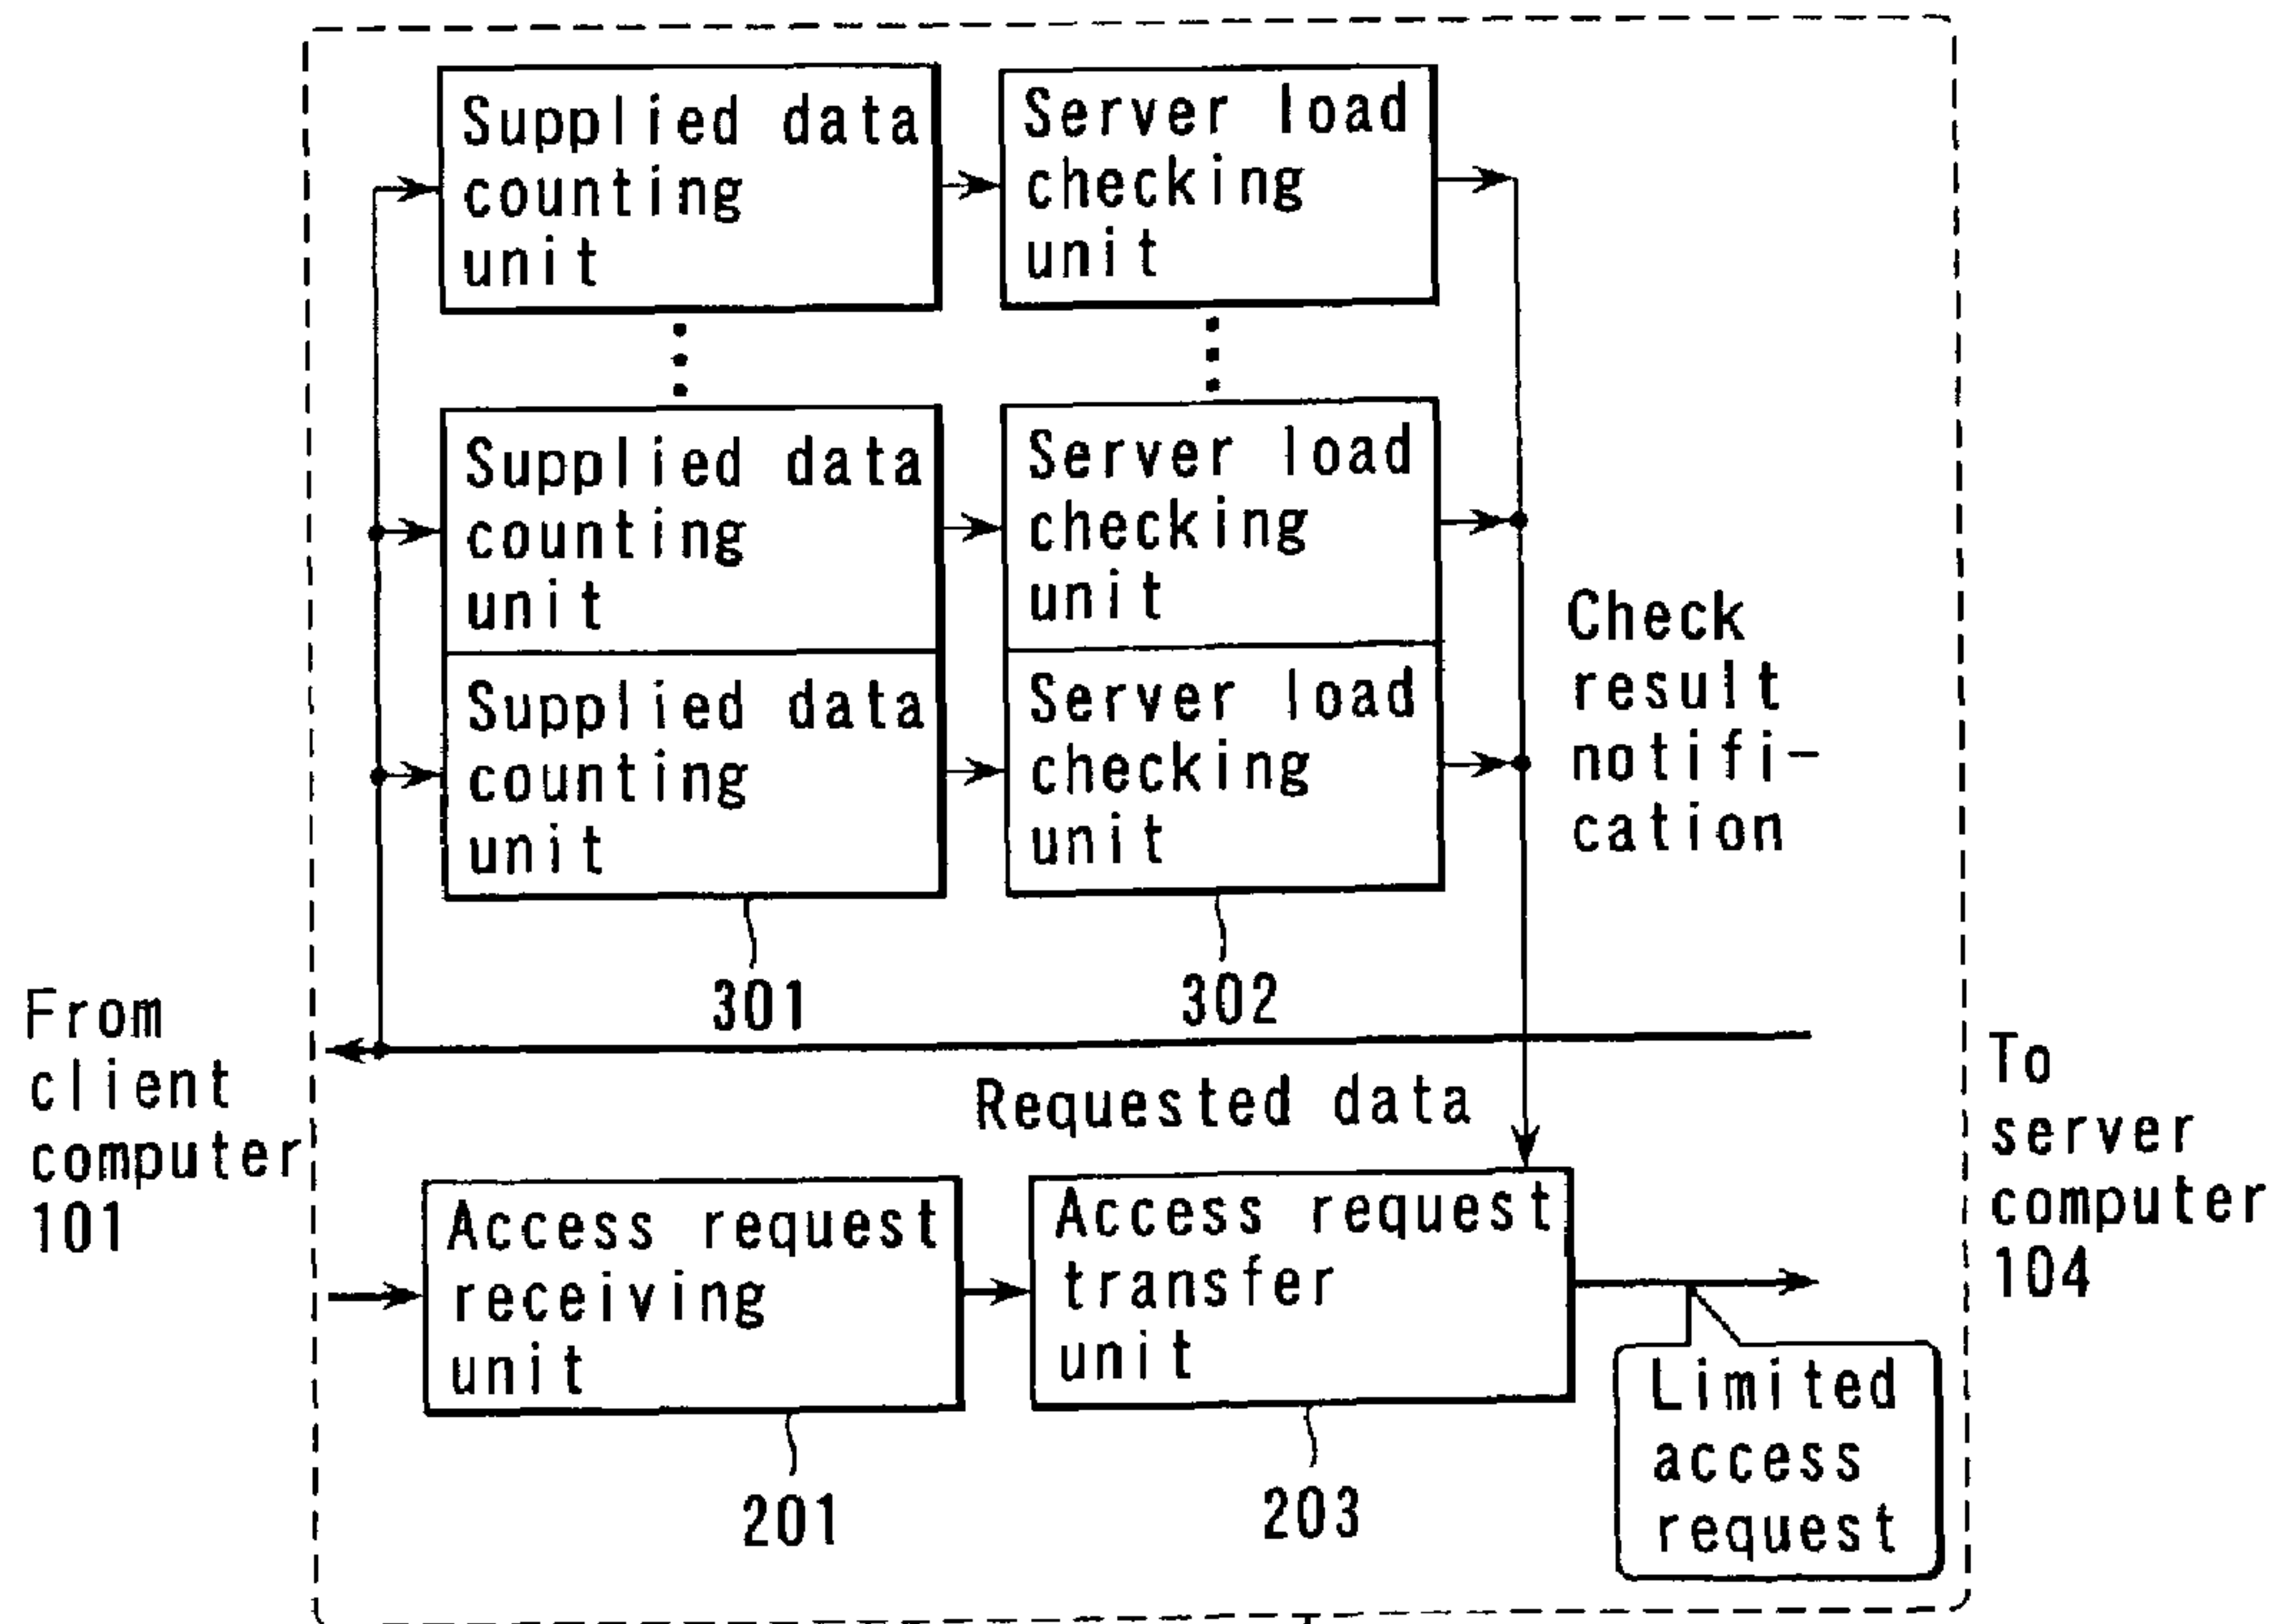 Supplied data
counting
unit
Server load
checking
unit
Supplied data
counting
unit
Server load
checking
unit
Supplied data
counting
unit
Server load
checking
unit
Check
result
notifi-
cation
301
302
From
client
computer
101
Requested data
To
server
computer
104
Access request
receiving
unit
Access request
transfer
unit
Limited
access
request
201
203